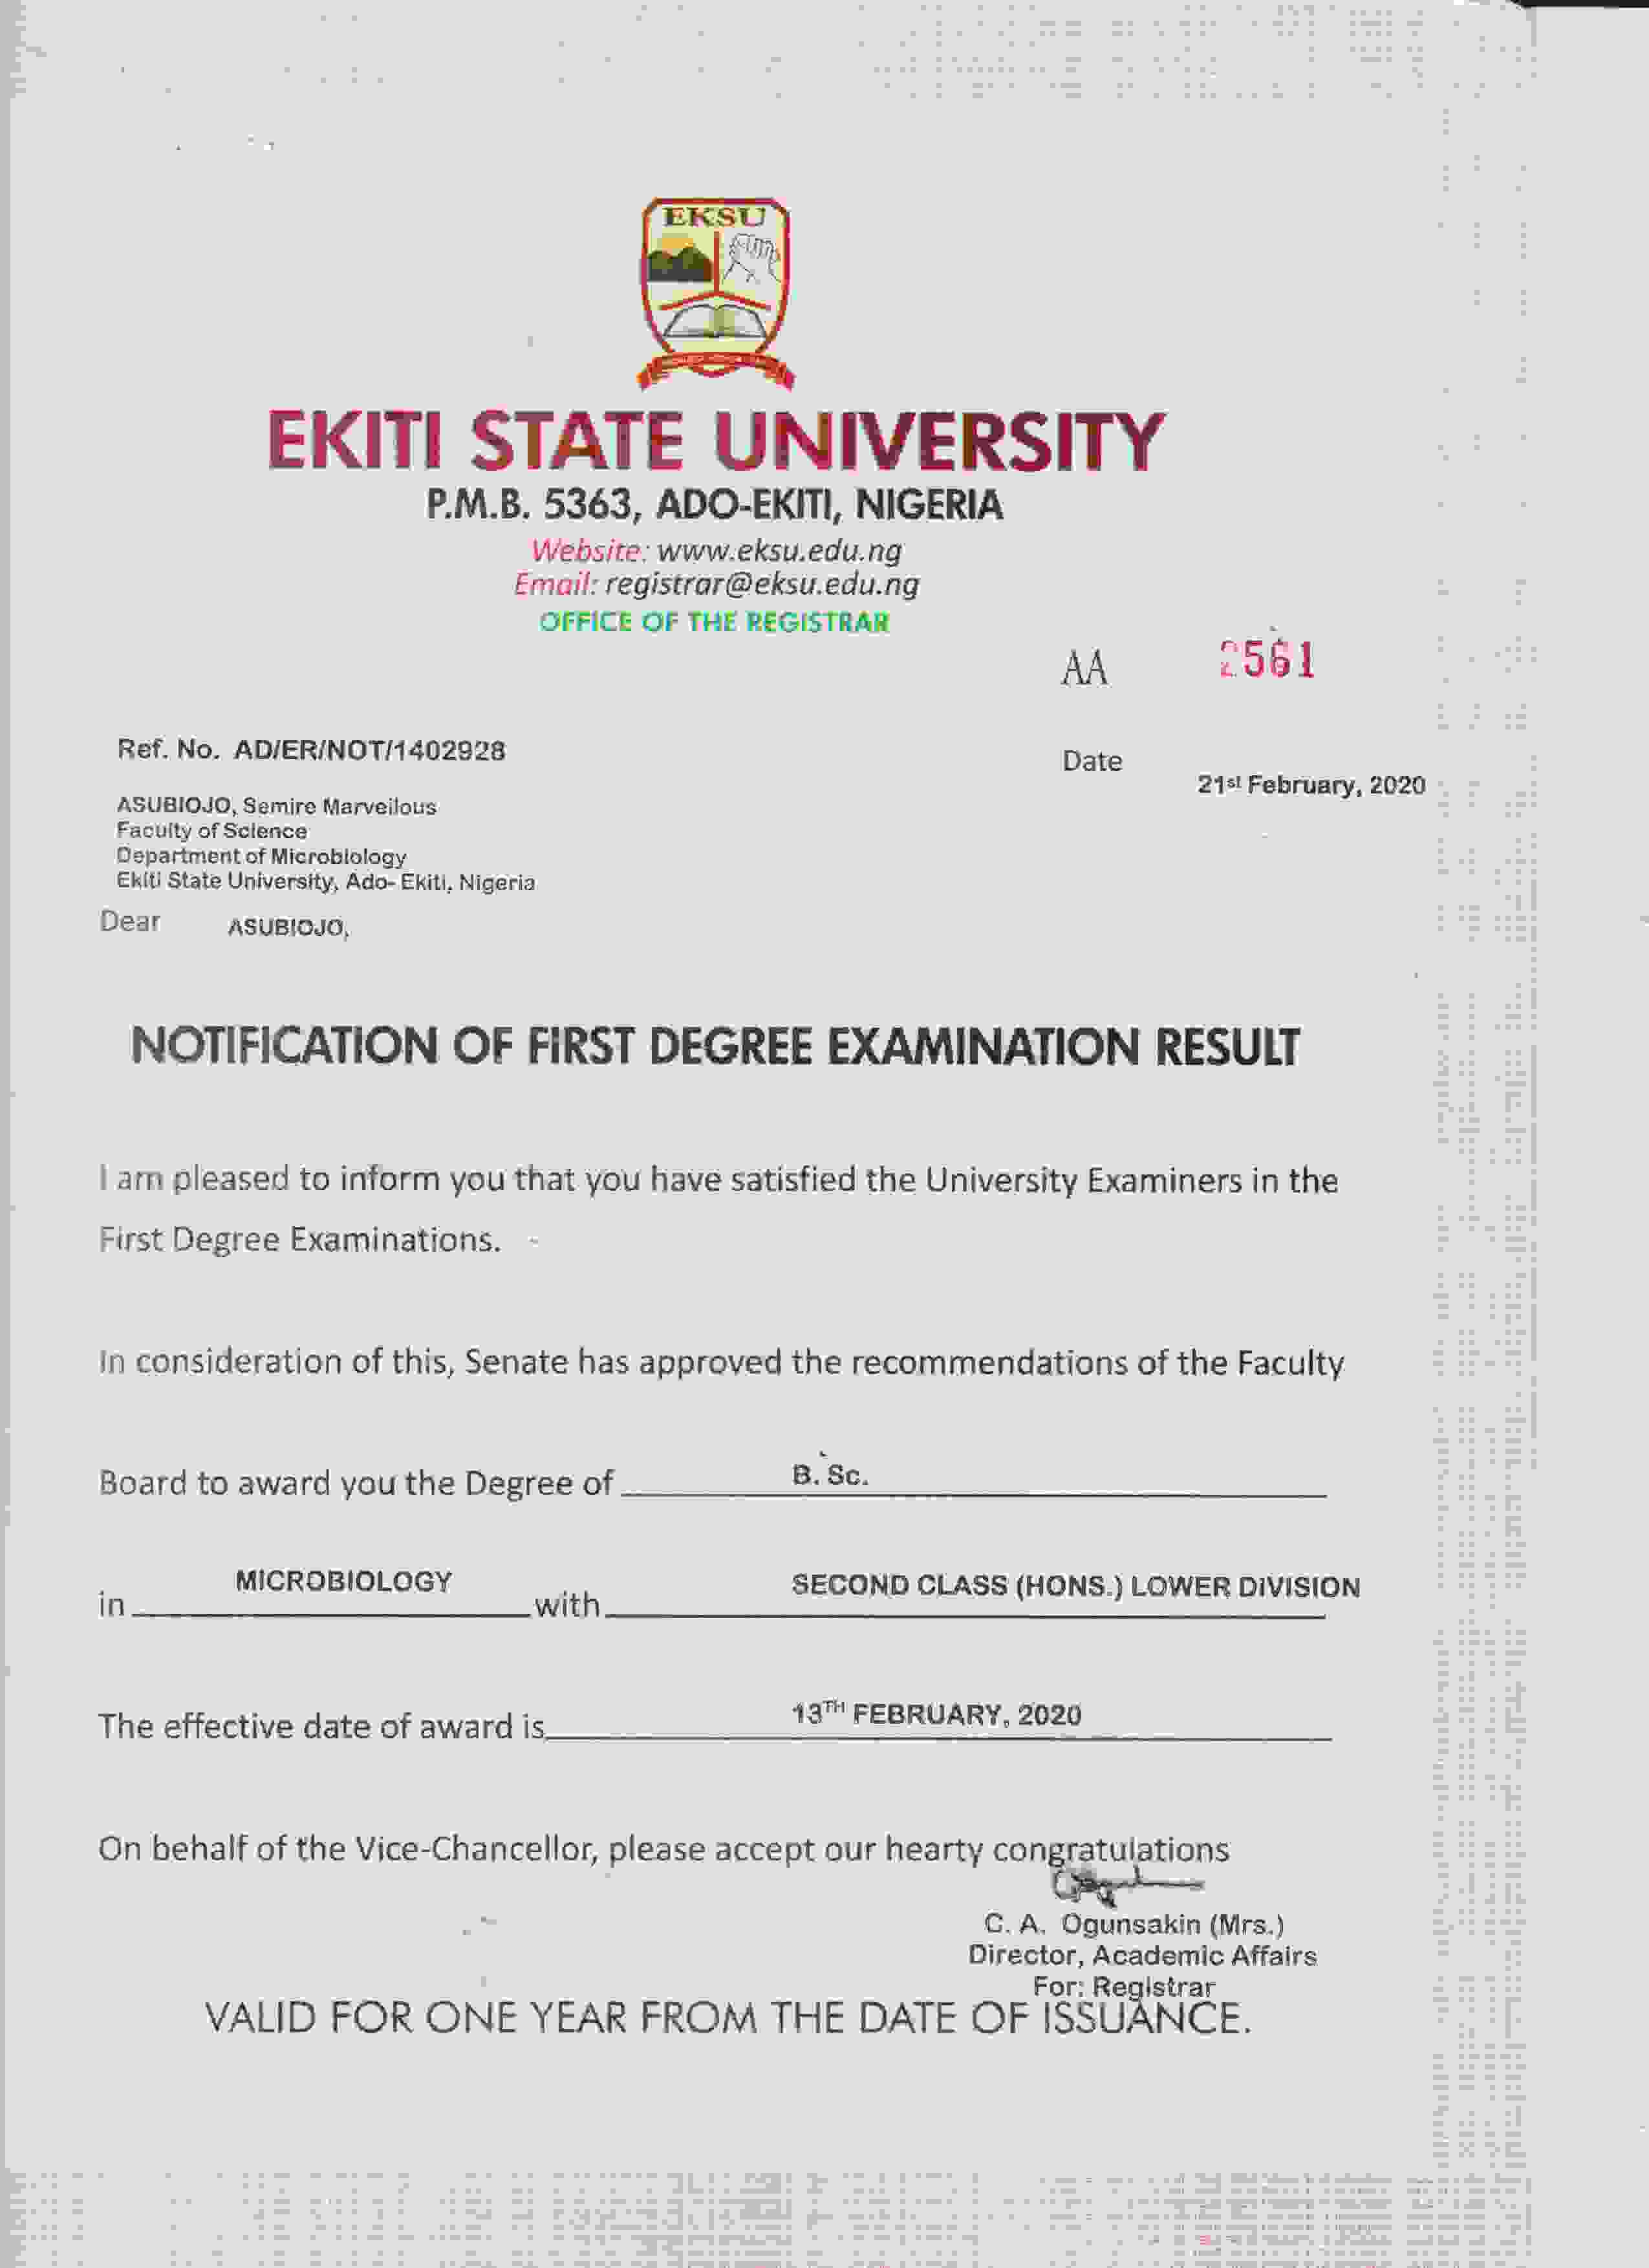 EKSU
EKITI STATE UNIVERSITY
P.M.B. 5363, ADO-EKITI, NIGERIA
Website: www.eksu.edu.ng
Email: registrar@eksu.edu.ng
OFFICE OF THE REGISTRAR
AA 2561
Ref. No. AD/ER/NOT/1402928
Date 21st February, 2020
ASUBIOJO, Semire Marvellous
Faculty of Science
Department of Microbiology
Ekiti State University, Ado- Ekiti, Nigeria
Dear ASUBIOJO,
NOTIFICATION OF FIRST DEGREE EXAMINATION RESULT
I am pleased to inform you that you have satisfied the University Examiners in the
First Degree Examinations.
In consideration of this, Senate has approved the recommendations of the Faculty
Board to award you the Degree of B. Sc.
in MICROBIOLOGY with SECOND CLASS (HONS.) LOWER DIVISION
The effective date of award is 13TH FEBRUARY, 2020
On behalf of the Vice-Chancellor, please accept our hearty congratulations
C. A. Ogunsakin (Mrs.)
Director, Academic Affairs
For: Registrar
VALID FOR ONE YEAR FROM THE DATE OF ISSUANCE.